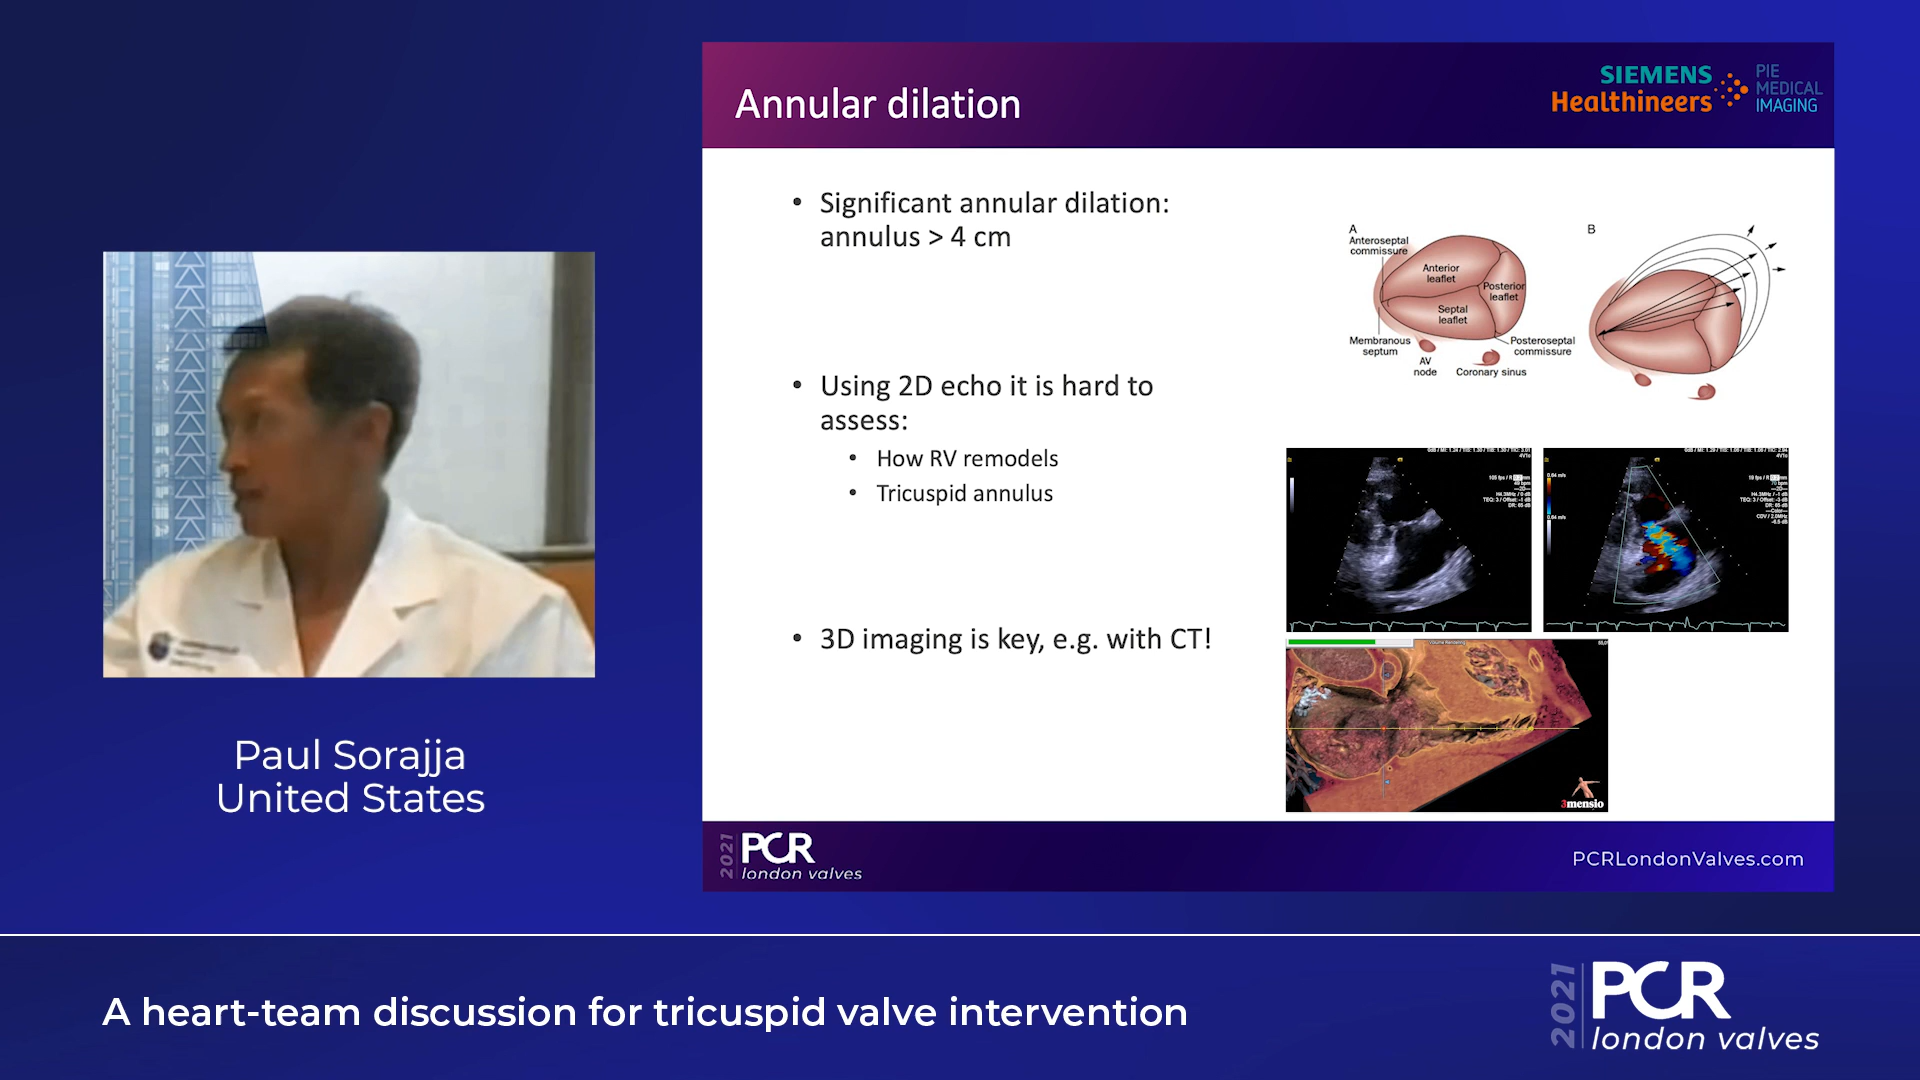 Annular dilation
SIEMENS
Healthineers
PIE
MEDICAL
IMAGING
• Significant annular dilation:
annulus > 4 cm
• Using 2D echo it is hard to
assess:
• How RV remodels
• Tricuspid annulus
• 3D imaging is key, e.g. with CT!
A
Anteroseptal
commissure
Anterior
leaflet
Posterior
leaflet
Septal
leaflet
Membranous
septum
AV
node
Posteroseptal
commissure
Coronary sinus
B
Volume Rendering
3mensio
2021
PCR
london valves
PCRLondonValves.com
Paul Sorajja
United States
A heart-team discussion for tricuspid valve intervention
2021
PCR
london valves